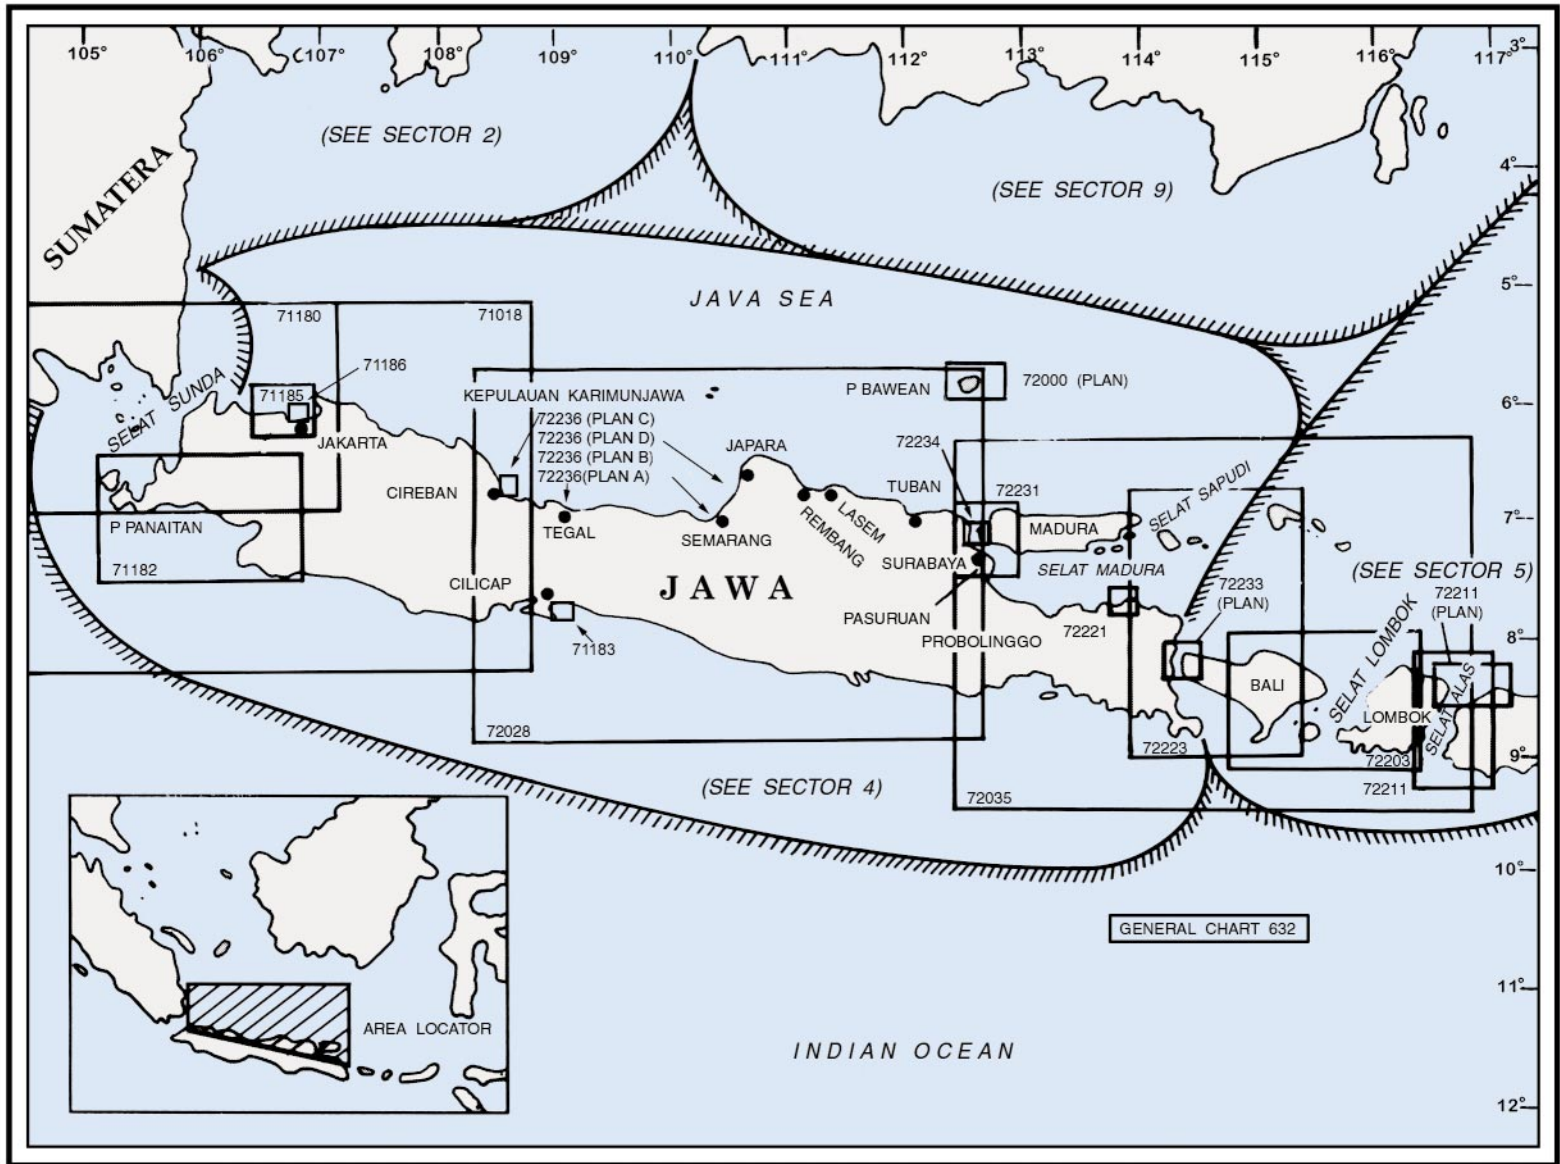 105° 106° 107° 108° 109° 110° 111° 112° 113° 114° 115° 116° 117°
3°
(SEE SECTOR 2)
SUMATERA
4°
(SEE SECTOR 9)
5°
JAVA SEA
71180
71018
71186
SELAT SUNDA
71185
JAKARTA
KEPULAUAN KARIMUNJAWA
72236 (PLAN C)
72236 (PLAN D)
72236 (PLAN B)
72236(PLAN A)
P BAWEAN
72000 (PLAN)
6°
72234
JAPARA
CIREBAN
TUBAN
72231
SELAT SAPUDI
P PANAITAN
TEGAL
SEMARANG
REMBANG
LASEM
MADURA
7°
71182
SURABAYA
SELAT MADURA
(SEE SECTOR 5)
CILICAP
JAWA
72233
(PLAN)
72211
(PLAN)
PASURUAN
PROBOLINGGO
72221
71183
8°
SELAT LOMBOK
BALI
LOMBOK
SELAT ALAS
72028
72223
72203
9°
72211
(SEE SECTOR 4)
72035
10°
GENERAL CHART 632
11°
AREA LOCATOR
INDIAN OCEAN
12°